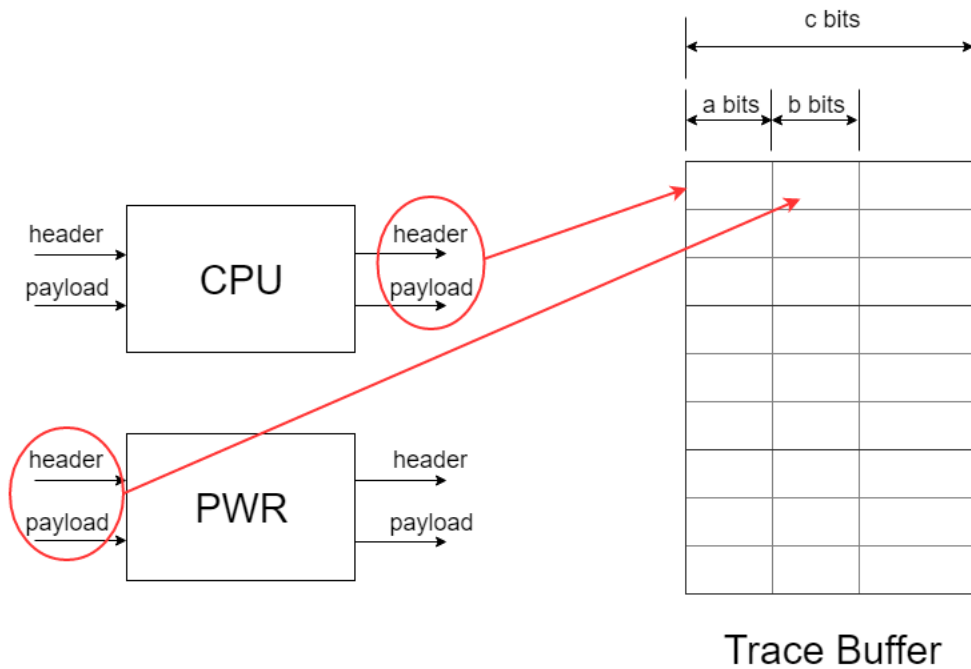 c bits
a bits
b bits
header
payload
CPU
header
payload
header
payload
PWR
header
payload
Trace Buffer